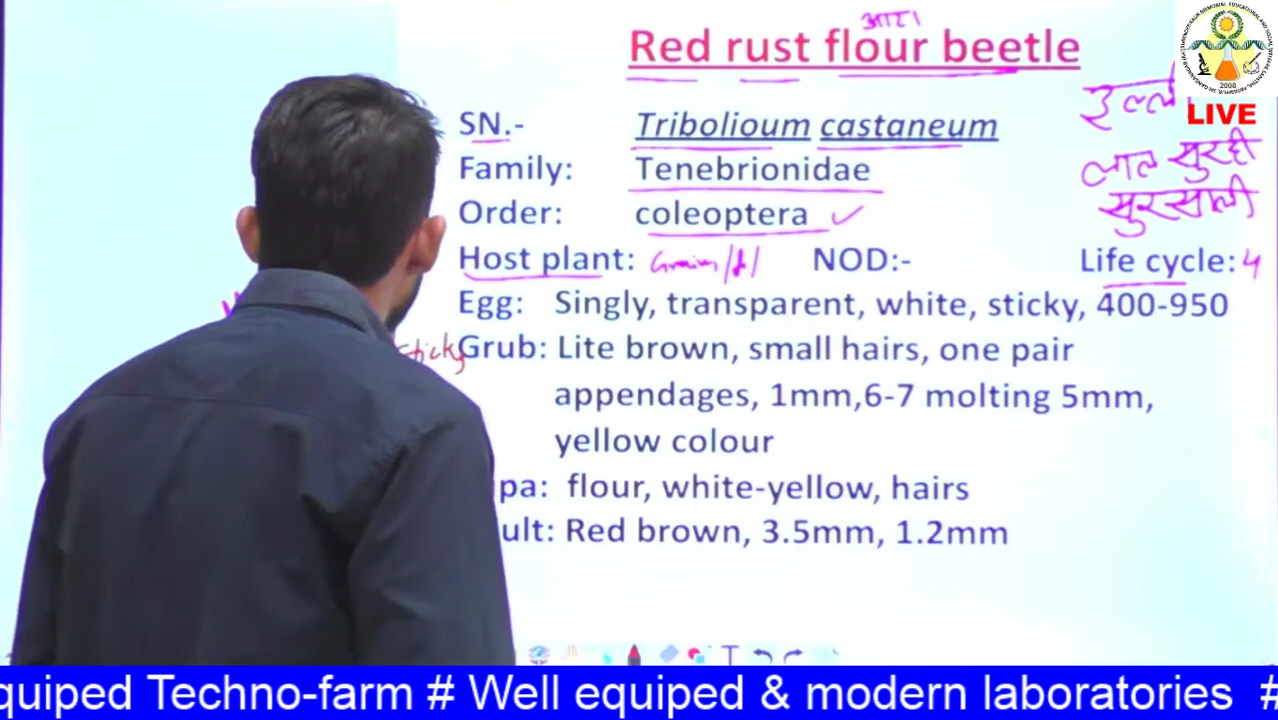 आटा
Red rust flour beetle
SN.- Tribolioum castaneum
LIVE
Family: Tenebrionidae
लाल सुरही
Order: coleoptera
सुरसाली
Host plant: NOD:- Life cycle: 4
Egg: Singly, transparent, white, sticky, 400-950
Sticky
Grub: Lite brown, small hairs, one pair
appendages, 1mm,6-7 molting 5mm,
yellow colour
pa: flour, white-yellow, hairs
ult: Red brown, 3.5mm, 1.2mm
2008
quiped Techno-farm # Well equiped & modern laboratories #